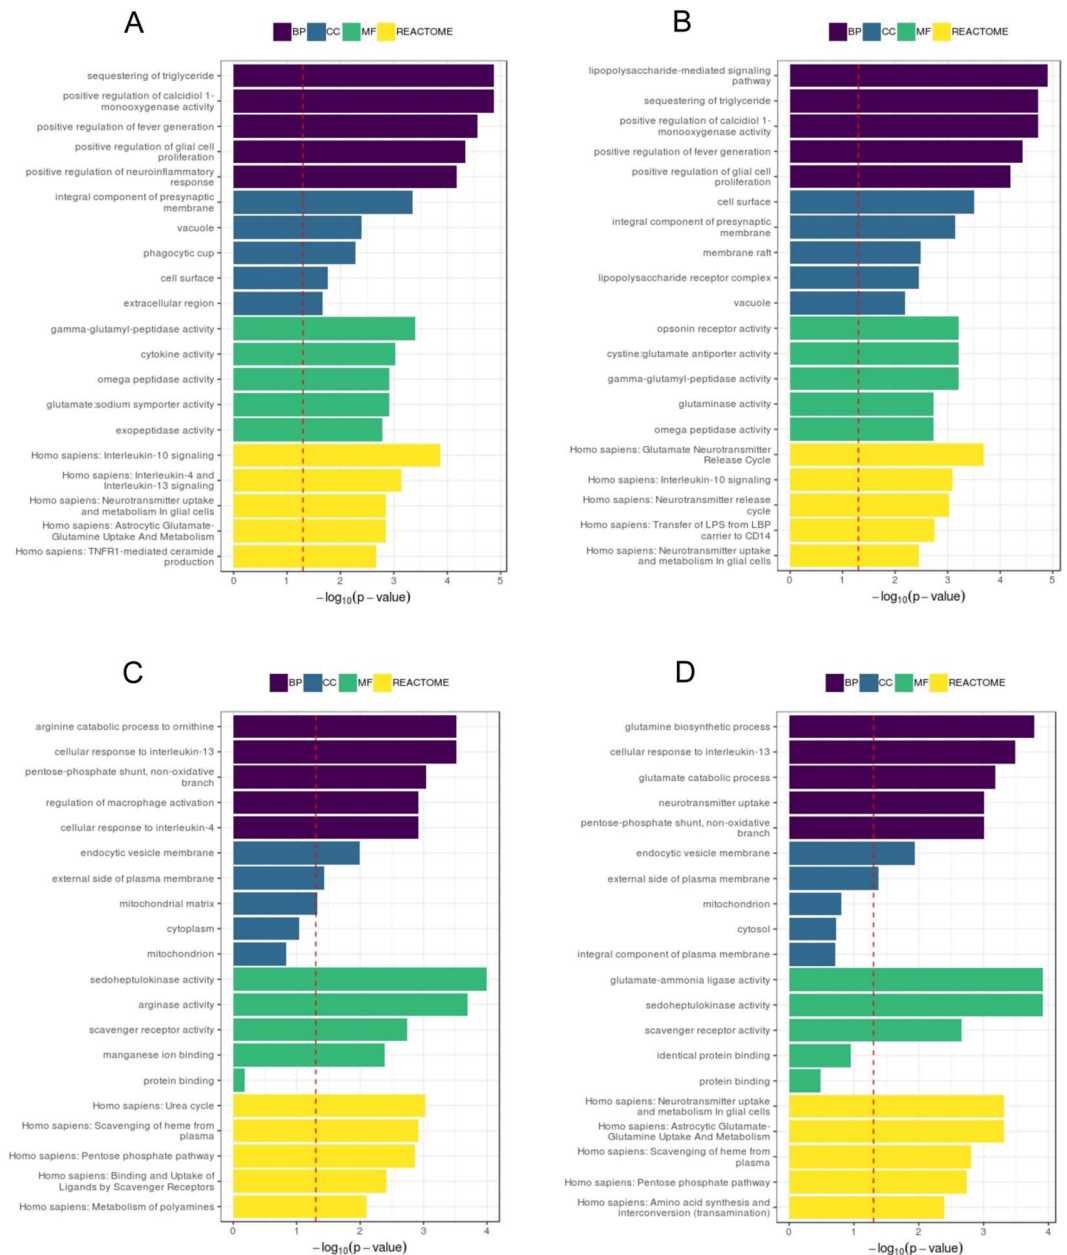 A
BP CC MF REACTOME
sequestering of triglyceride
positive regulation of calcidiol 1-
monooxygenase activity
positive regulation of fever generation
positive regulation of glial cell
proliferation
positive regulation of neuroinflammatory
response
integral component of presynaptic
membrane
vacuole
phagocytic cup
cell surface
extracellular region
gamma-glutamyl-peptidase activity
cytokine activity
omega peptidase activity
glutamate:sodium symporter activity
exopeptidase activity
Homo sapiens: Interleukin-10 signaling
Homo sapiens: Interleukin-4 and
Interleukin-13 signaling
Homo sapiens: Neurotransmitter uptake
and metabolism In glial cells
Homo sapiens: Astrocytic Glutamate-
Glutamine Uptake And Metabolism
Homo sapiens: TNFR1-mediated ceramide
production
0 1 2 3 4 5
−log10(p−value)
B
BP CC MF REACTOME
lipopolysaccharide-mediated signaling
pathway
sequestering of triglyceride
positive regulation of calcidiol 1-
monooxygenase activity
positive regulation of fever generation
positive regulation of glial cell
proliferation
cell surface
integral component of presynaptic
membrane
membrane raft
lipopolysaccharide receptor complex
vacuole
opsonin receptor activity
cystine:glutamate antiporter activity
gamma-glutamyl-peptidase activity
glutaminase activity
omega peptidase activity
Homo sapiens: Glutamate Neurotransmitter
Release Cycle
Homo sapiens: Interleukin-10 signaling
Homo sapiens: Neurotransmitter release
cycle
Homo sapiens: Transfer of LPS from LBP
carrier to CD14
Homo sapiens: Neurotransmitter uptake
and metabolism In glial cells
0 1 2 3 4 5
−log10(p−value)
C
BP CC MF REACTOME
arginine catabolic process to ornithine
cellular response to interleukin-13
pentose-phosphate shunt, non-oxidative
branch
regulation of macrophage activation
cellular response to interleukin-4
endocytic vesicle membrane
external side of plasma membrane
mitochondrial matrix
cytoplasm
mitochondrion
sedoheptulokinase activity
arginase activity
scavenger receptor activity
manganese ion binding
protein binding
Homo sapiens: Urea cycle
Homo sapiens: Scavenging of heme from
plasma
Homo sapiens: Pentose phosphate pathway
Homo sapiens: Binding and Uptake of
Ligands by Scavenger Receptors
Homo sapiens: Metabolism of polyamines
0 1 2 3 4
−log10(p−value)
D
BP CC MF REACTOME
glutamine biosynthetic process
cellular response to interleukin-13
glutamate catabolic process
neurotransmitter uptake
pentose-phosphate shunt, non-oxidative
branch
endocytic vesicle membrane
external side of plasma membrane
mitochondrion
cytosol
integral component of plasma membrane
glutamate-ammonia ligase activity
sedoheptulokinase activity
scavenger receptor activity
identical protein binding
protein binding
Homo sapiens: Neurotransmitter uptake
and metabolism In glial cells
Homo sapiens: Astrocytic Glutamate-
Glutamine Uptake And Metabolism
Homo sapiens: Scavenging of heme from
plasma
Homo sapiens: Pentose phosphate pathway
Homo sapiens: Amino acid synthesis and
interconversion (transamination)
0 1 2 3 4
−log10(p−value)